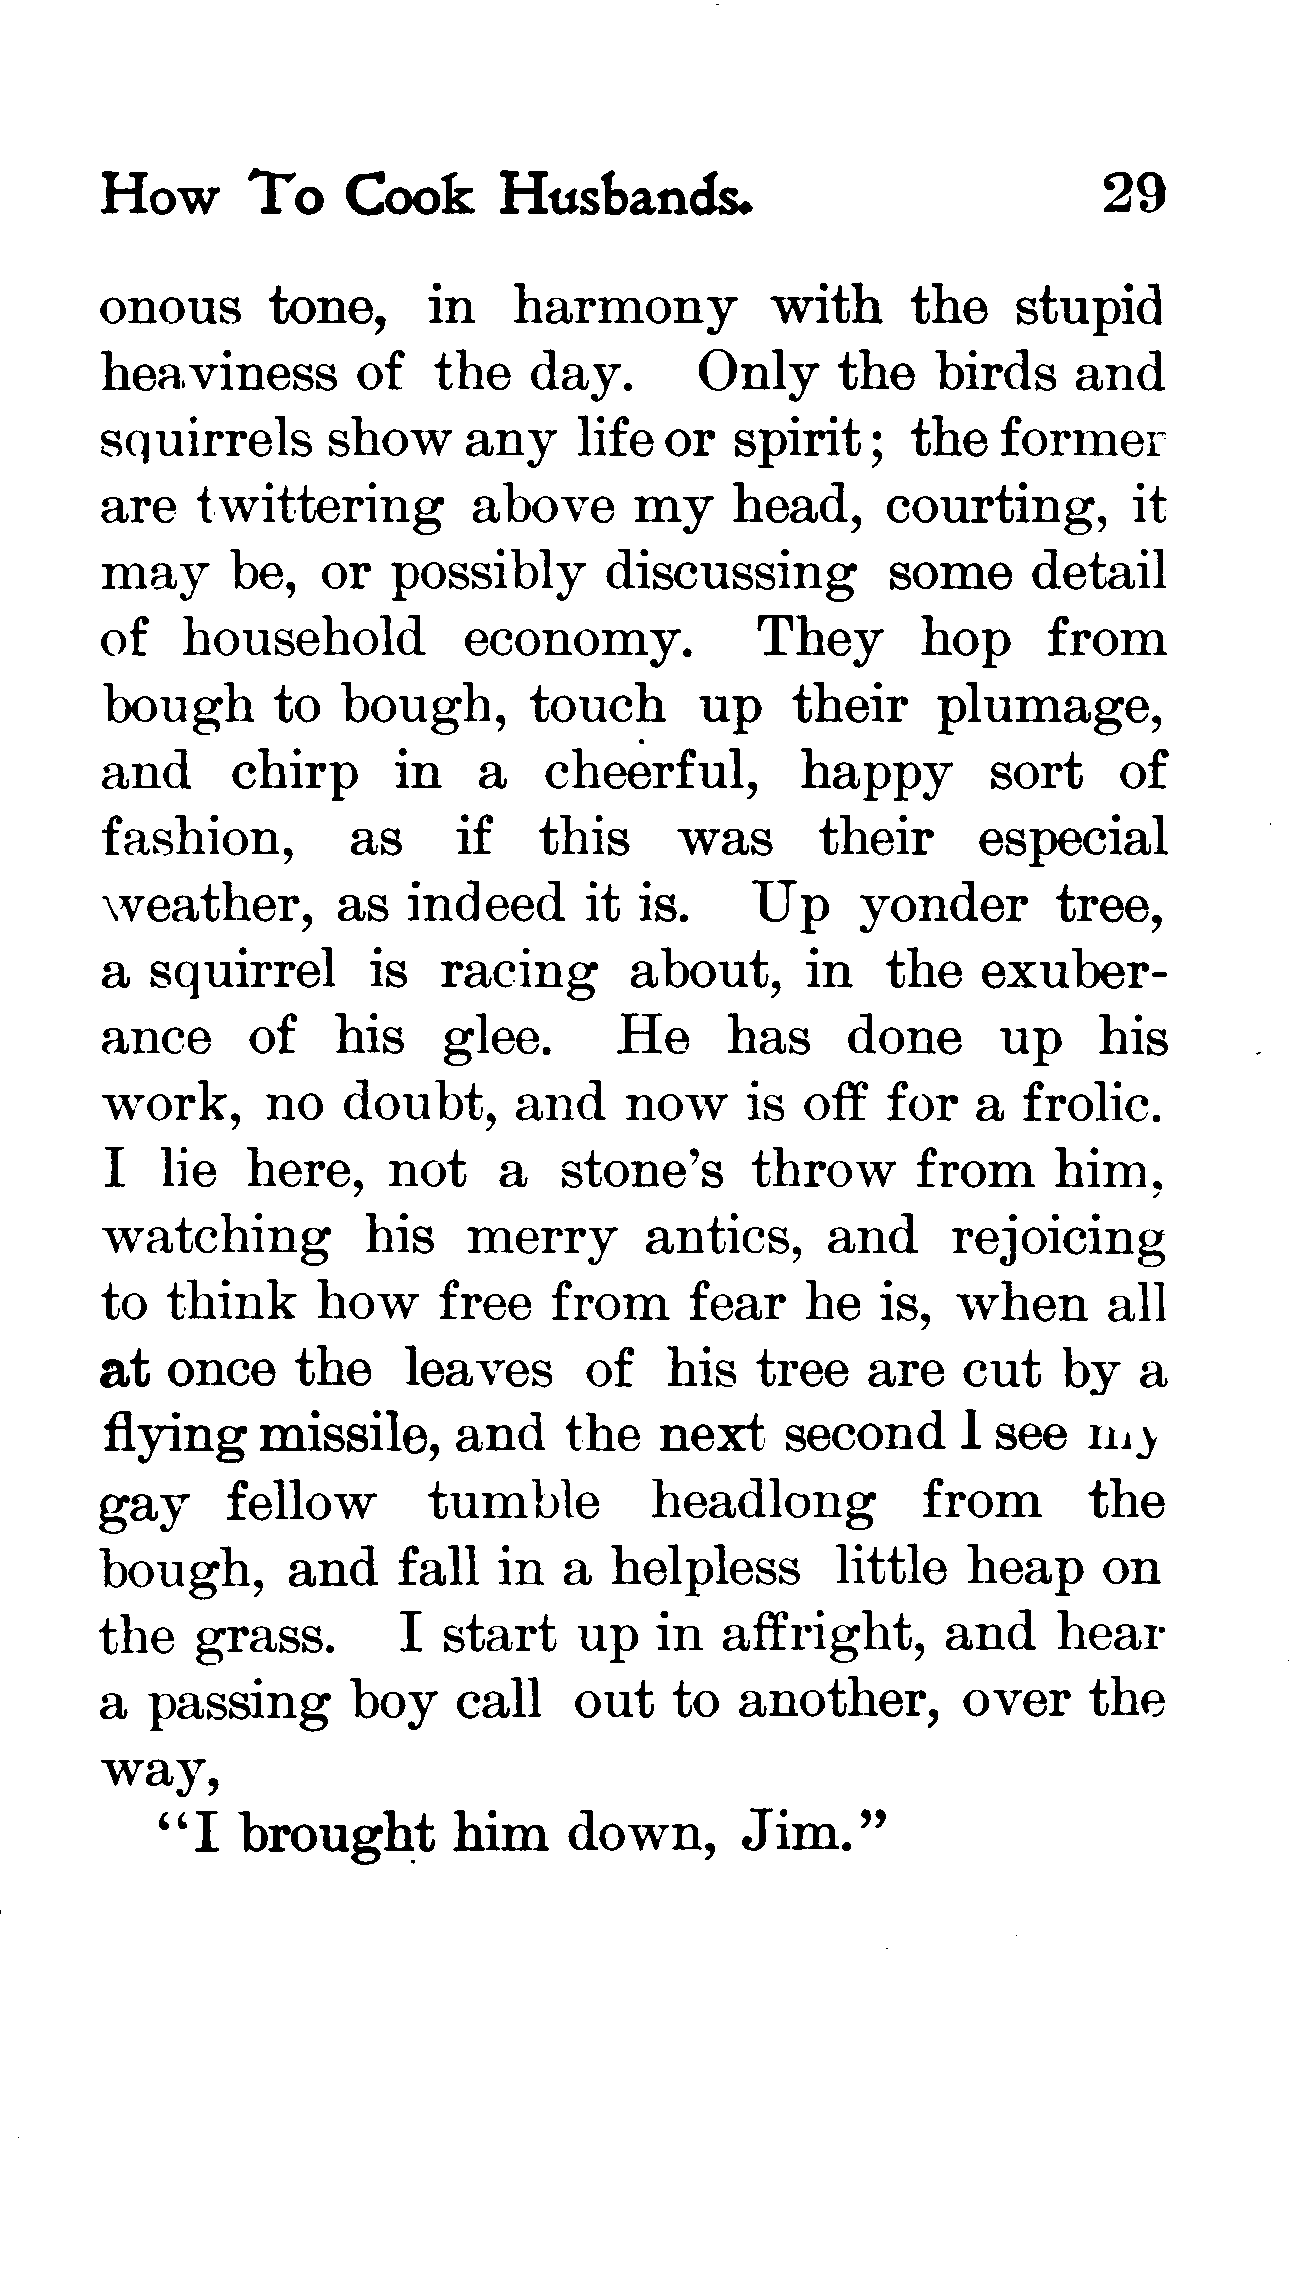 How To Cook Husbands. 29
onous tone, in harmony with the stupid
heaviness of the day. Only the birds and
squirrels show any life or spirit; the former
are twittering above my head, courting, it
may be, or possibly discussing some detail
of household economy. They hop from
bough to bough, touch up their plumage,
and chirp in a cheerful, happy sort of
fashion, as if this was their especial
weather, as indeed it is. Up yonder tree,
a squirrel is racing about, in the exuber-
ance of his glee. He has done up his
work, no doubt, and now is off for a frolic.
I lie here, not a stone's throw from him,
watching his merry antics, and rejoicing
to think how free from fear he is, when all
at once the leaves of his tree are cut by a
flying missile, and the next second I see my
gay fellow tumble headlong from the
bough, and fall in a helpless little heap on
the grass. I start up in affright, and hear
a passing boy call out to another, over the
way,
"I brought him down, Jim."